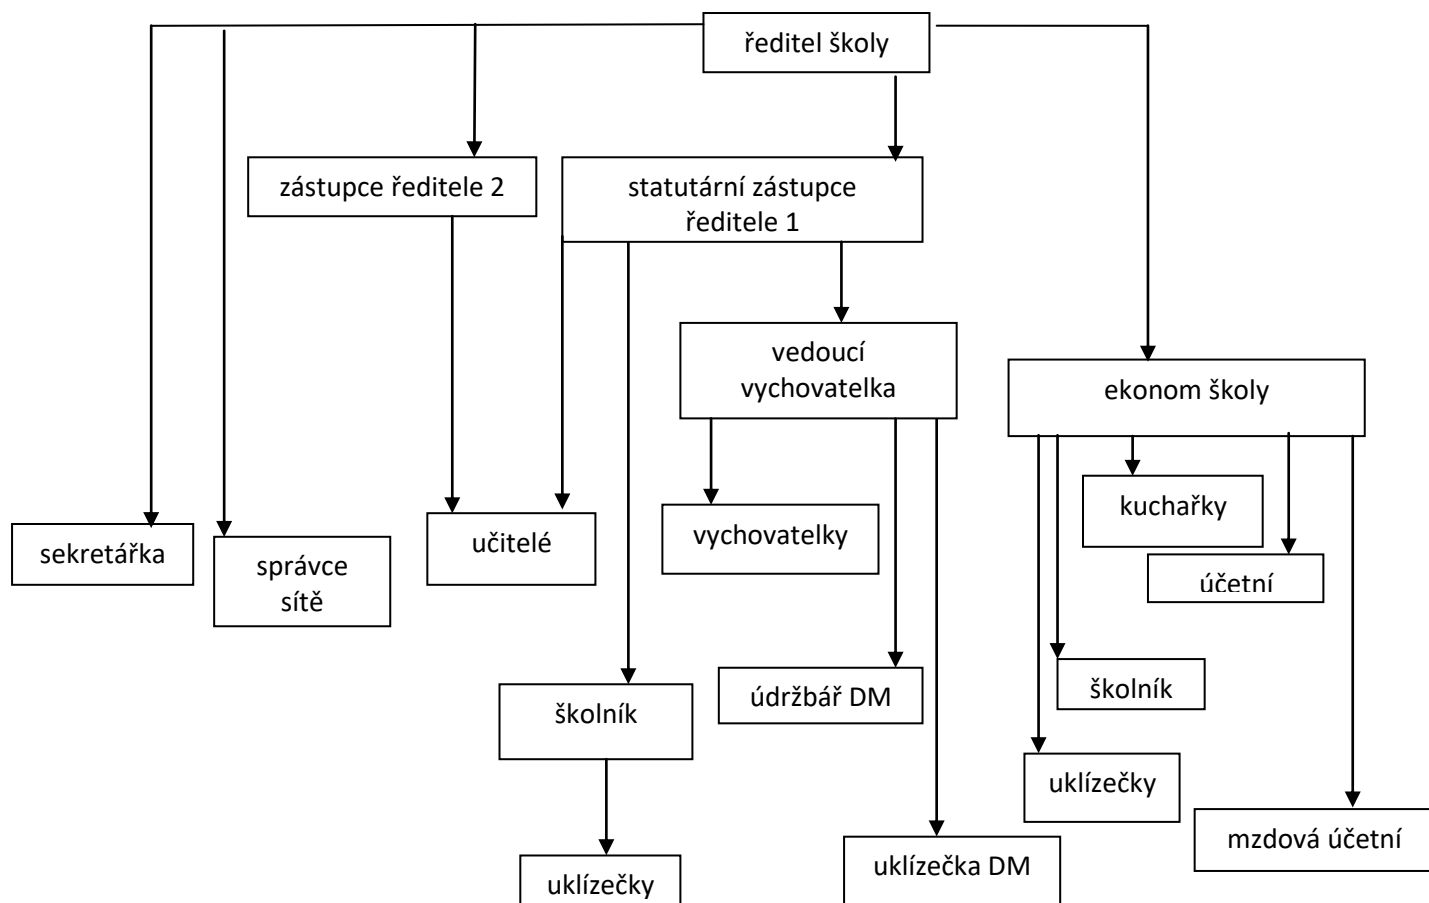 ředitel školy
zástupce ředitele 2
statutární zástupce
ředitele 1
vedoucí
vychovatelka
ekonom školy
kuchařky
vychovatelky
učitelé
sekretářka
správce
sítě
účetní
školník
údržbář DM
školník
uklízečky
mzdová účetní
uklízečka DM
uklízečky